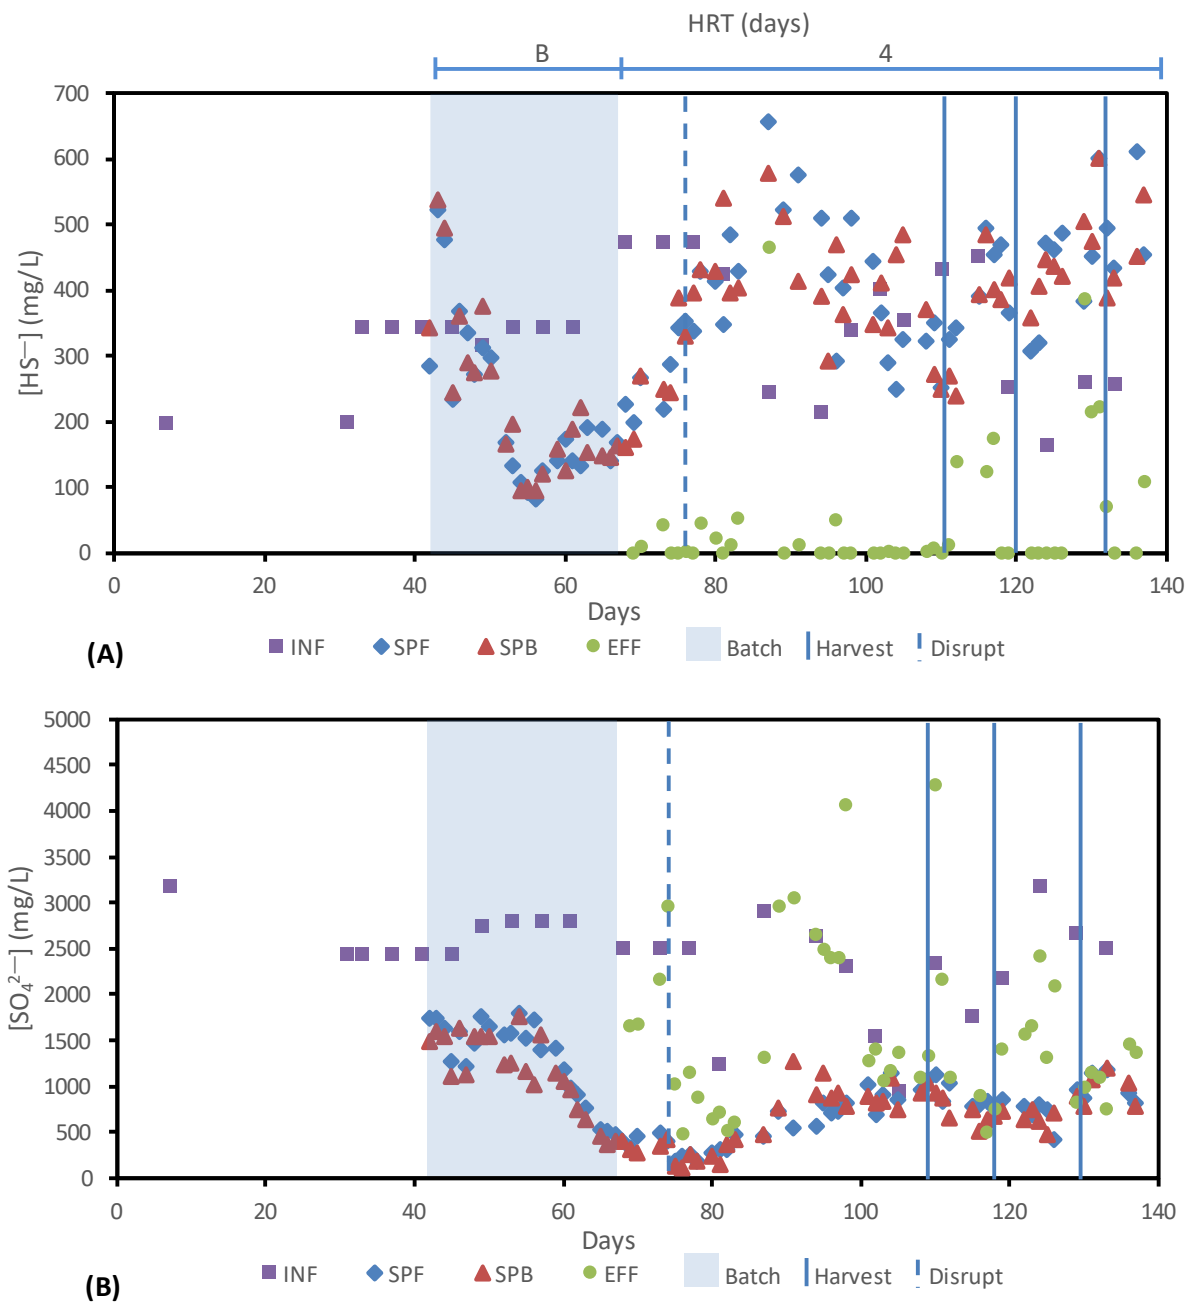 HRT (days)
B 4
700
600
500
400
300
200
100
0
[HS—] (mg/L)
0 20 40 60 80 100 120 140
Days
(A) INF SPF SPB EFF Batch Harvest Disrupt
5000
4500
4000
3500
3000
2500
2000
1500
1000
500
0
[SO₄²—] (mg/L)
0 20 40 60 80 100 120 140
Days
(B) INF SPF SPB EFF Batch Harvest Disrupt